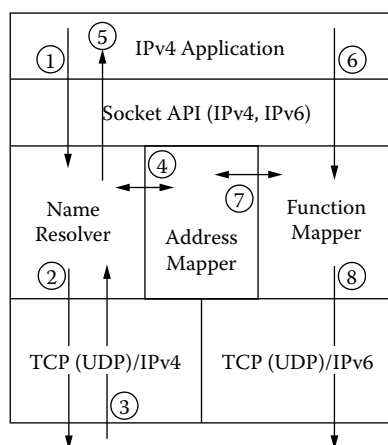 5
1
IPv4 Application
6
Socket API (IPv4, IPv6)
4
7
Name
Resolver
Address
Mapper
Function
Mapper
2
8
TCP (UDP)/IPv4
TCP (UDP)/IPv6
3